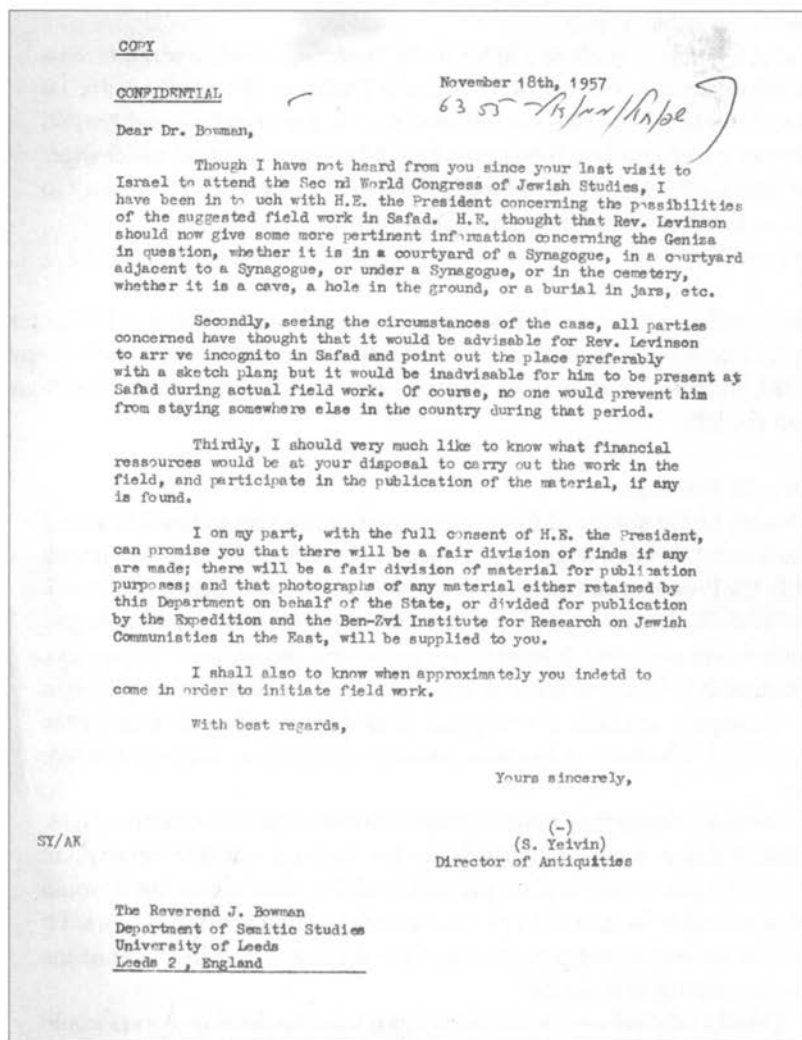 COPY
November 18th, 1957
CONFIDENTIAL
6355
Dear Dr. Bowman,
Though I have not heard from you since your last visit to
Israel to attend the Sec nd World Congress of Jewish Studies, I
have been in to uch with H.E. the President concerning the possibilities
of the suggested field work in Safad. H.E. thought that Rev. Levinson
should now give some more pertinent information concerning the Geniza
in question, whether it is in a courtyard of a Synagogue, in a courtyard
adjacent to a Synagogue, or under a Synagogue, or in the cemetery,
whether it is a cave, a hole in the ground, or a burial in jars, etc.
Secondly, seeing the circumstances of the case, all parties
concerned have thought that it would be advisable for Rev. Levinson
to arr ve incognito in Safad and point out the place preferably
with a sketch plan; but it would be inadvisable for him to be present at
Safad during actual field work. Of course, no one would prevent him
from staying somewhere else in the country during that period.
Thirdly, I should very much like to know what financial
ressources would be at your disposal to carry out the work in the
field, and participate in the publication of the material, if any
is found.
I on my part, with the full consent of H.E. the President,
can promise you that there will be a fair division of finds if any
are made; there will be a fair division of material for publication
purposes; and that photographs of any material either retained by
this Department on behalf of the State, or divided for publication
by the Expedition and the Ben-Zvi Institute for Research on Jewish
Communisties in the East, will be supplied to you.
I shall also to know when approximately you indetd to
come in order to initiate field work.
With best regards,
Yours sincerely,
(-)
SY/AK
(S. Yeivin)
Director of Antiquities
The Reverend J. Bowman
Department of Semitic Studies
University of Leeds
Leeds 2 , England